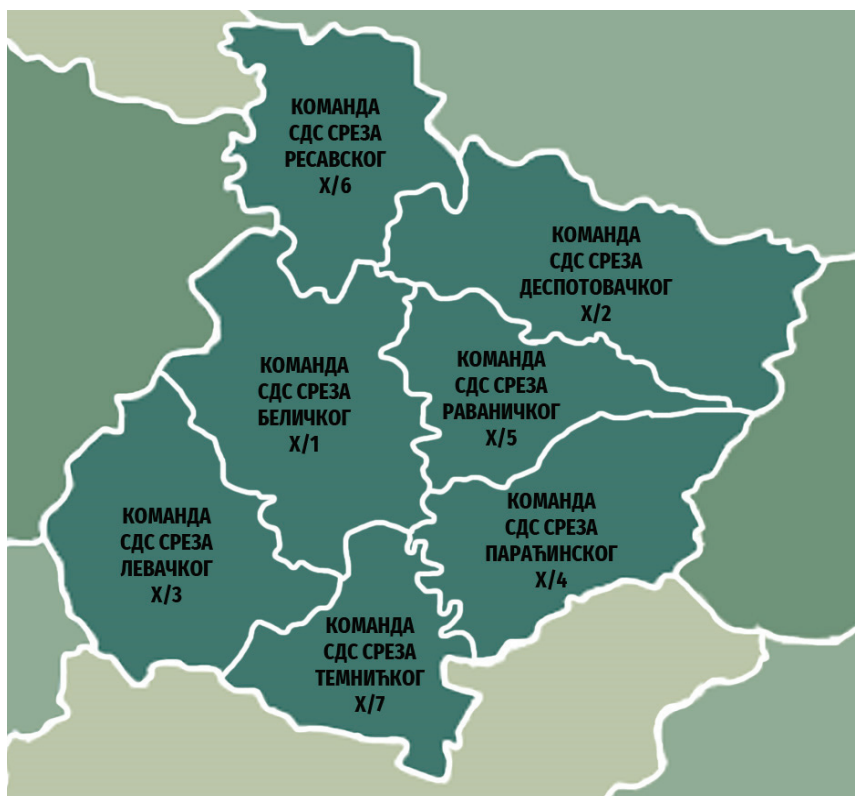 КОМАНДА
СДС СРЕЗА
РЕСАВСКОГ
X/6
КОМАНДА
СДС СРЕЗА
ДЕСПОТОВАЧКОГ
X/2
КОМАНДА
СДС СРЕЗА
БЕЛИЧКОГ
X/1
КОМАНДА
СДС СРЕЗА
РАВАНИЧКОГ
X/5
КОМАНДА
СДС СРЕЗА
ЛЕВАЧКОГ
X/3
КОМАНДА
СДС СРЕЗА
ПАРАЋИНСКОГ
X/4
КОМАНДА
СДС СРЕЗА
ТЕМНИЋКОГ
X/7